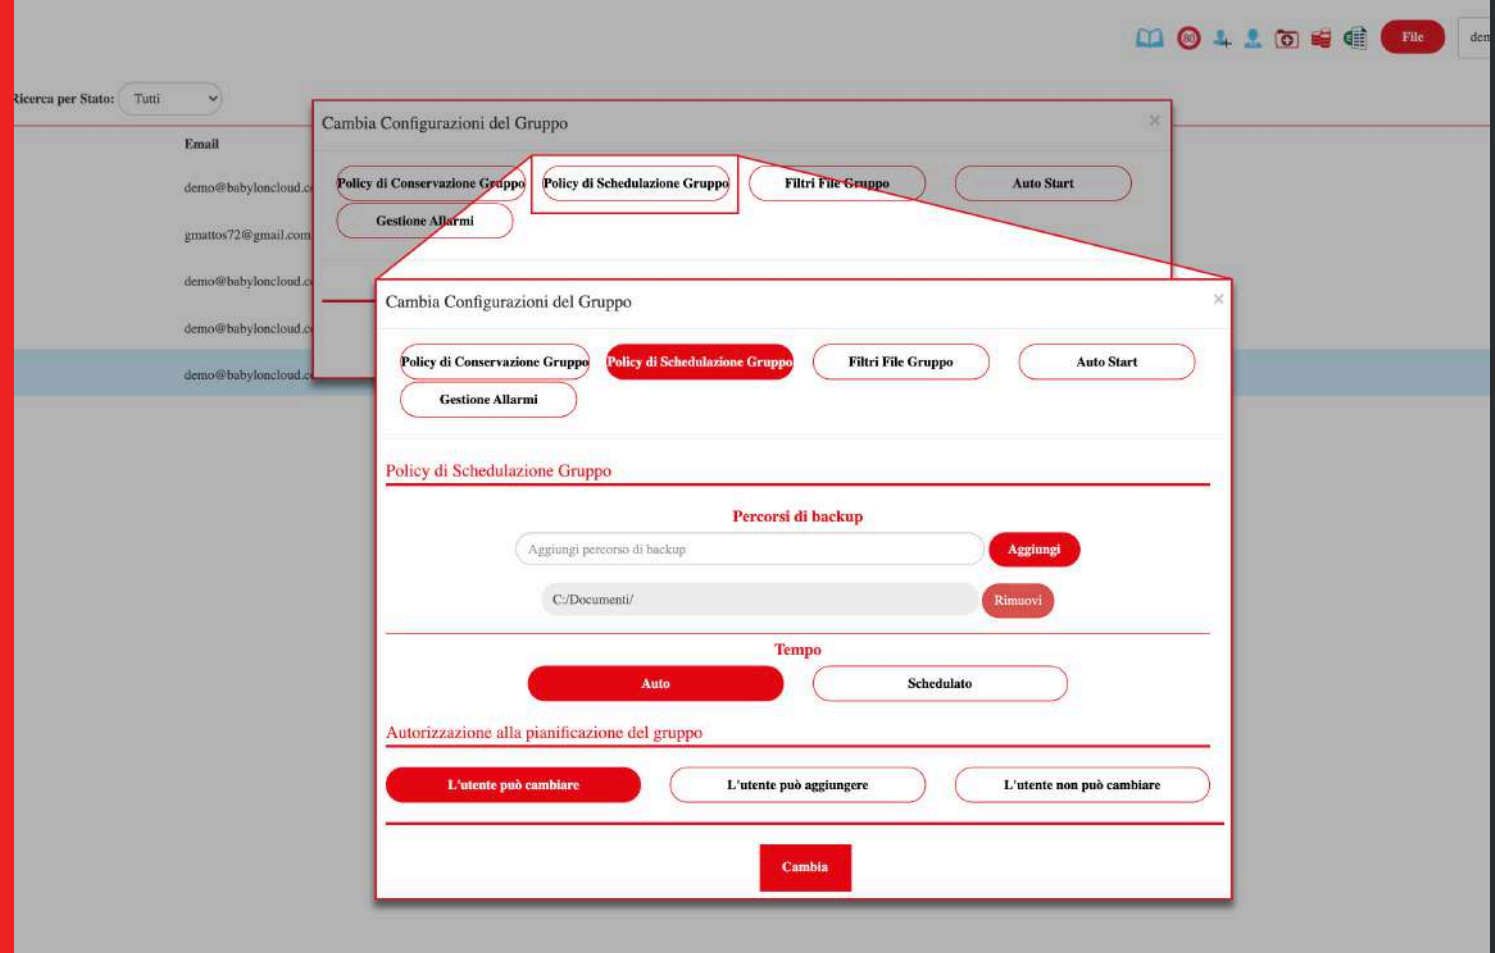 80
File
Ricerca per Stato: Tutti
Cambia Configurazioni del Gruppo ×
Email
demo@babyloncloud.c
Policy di Conservazione Gruppo Policy di Schedulazione Gruppo Filtri File Gruppo Auto Start
Gestione Allarmi
gmattos72@gmail.com
demo@babyloncloud.c
Cambia Configurazioni del Gruppo ×
demo@babyloncloud.c
Policy di Conservazione Gruppo Policy di Schedulazione Gruppo Filtri File Gruppo Auto Start
demo@babyloncloud.c
Gestione Allarmi
Policy di Schedulazione Gruppo
Percorsi di backup
Aggiungi percorso di backup Aggiungi
C:/Documenti/ Rimuovi
Tempo
Auto Schedulato
Autorizzazione alla pianificazione del gruppo
L'utente può cambiare L'utente può aggiungere L'utente non può cambiare
Cambia